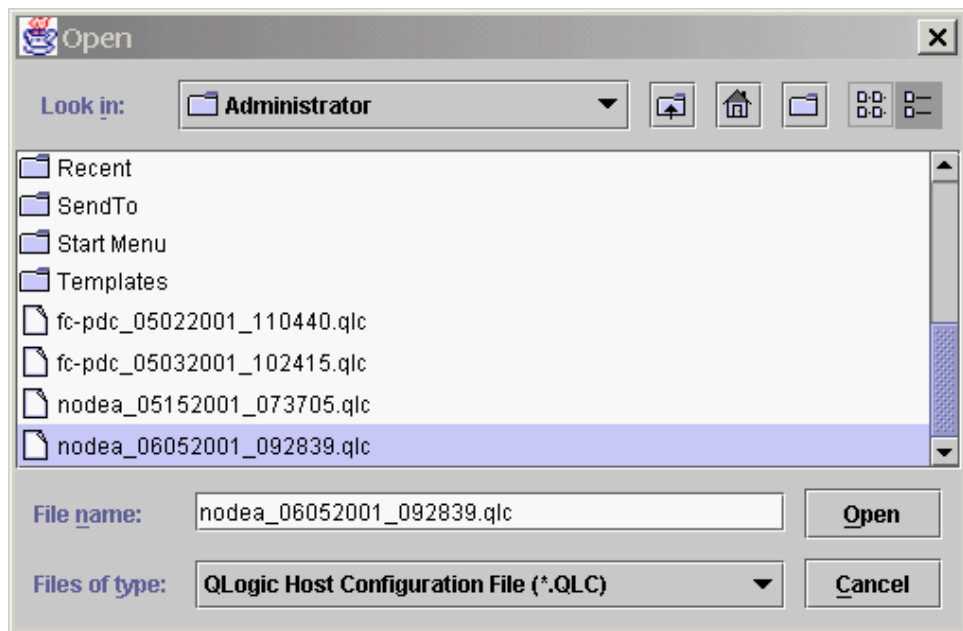 Open
Look in:
Administrator
Recent
SendTo
Start Menu
Templates
fc-pdc_05022001_110440.qlc
fc-pdc_05032001_102415.qlc
nodea_05152001_073705.qlc
nodea_06052001_092839.qlc
File name:
nodea_06052001_092839.qlc
Open
Files of type:
QLogic Host Configuration File (*.QLC)
Cancel